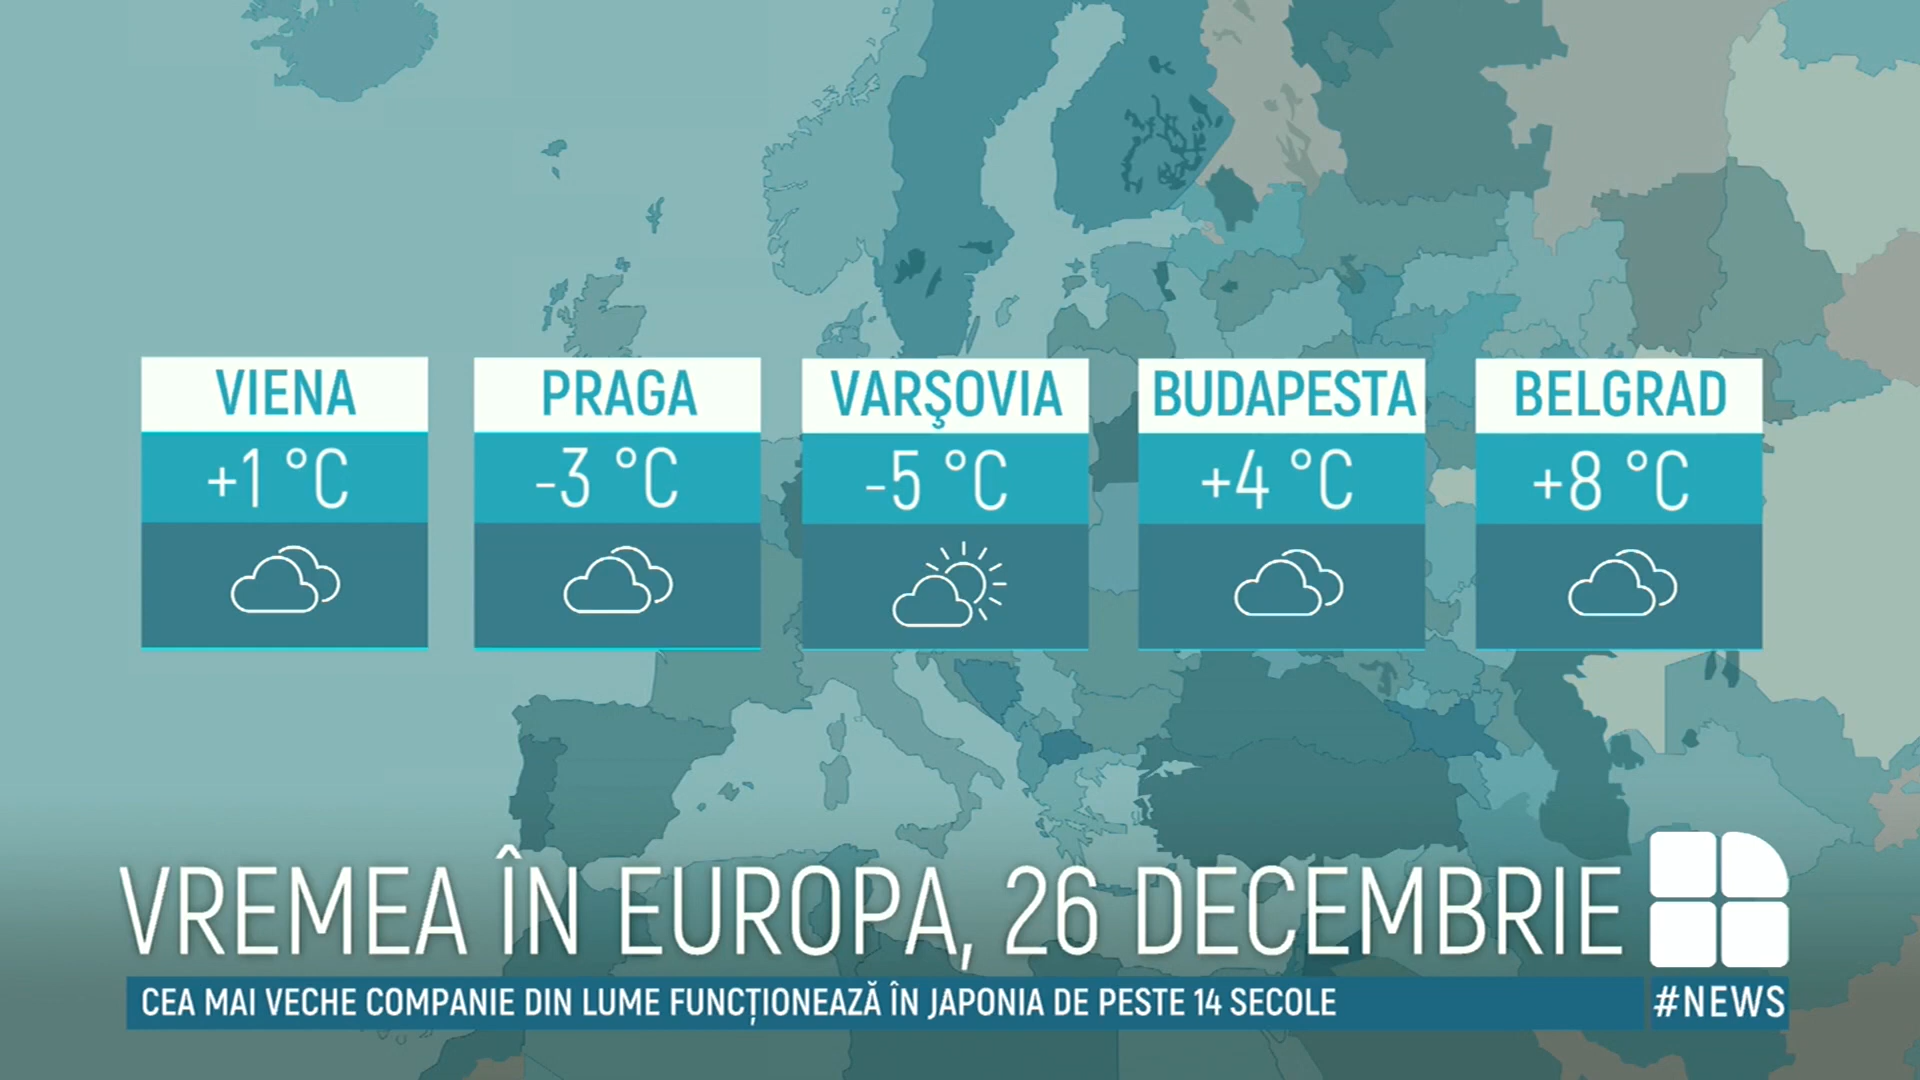 VIENA
+1 °C
PRAGA
-3 °C
VARŞOVIA
-5 °C
BUDAPESTA
+4 °C
BELGRAD
+8 °C
VREMEA ÎN EUROPA, 26 DECEMBRIE
CEA MAI VECHE COMPANIE DIN LUME FUNCȚIONEAZĂ ÎN JAPONIA DE PESTE 14 SECOLE
#NEWS